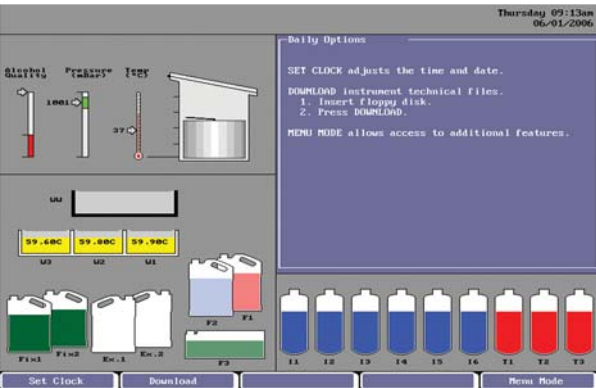 Thursday 09:13am
06/01/2006
Daily Options
SET CLOCK adjusts the time and date.
DOWNLOAD instrument technical files.
1. Insert floppy disk.
2. Press DOWNLOAD.
MENU MODE allows access to additional features.
Alcohol
Quality
Pressure
(mBar)
Temp
(°C)
1001
37
WW
59.60C 59.80C 59.90C
W3 W2 W1
F2 F1
Fix1 Fix2 Ex.1 Ex.2
F3
I1 I2 I3 I4 I5 I6 T1 T2 T3
Set Clock Download Menu Mode